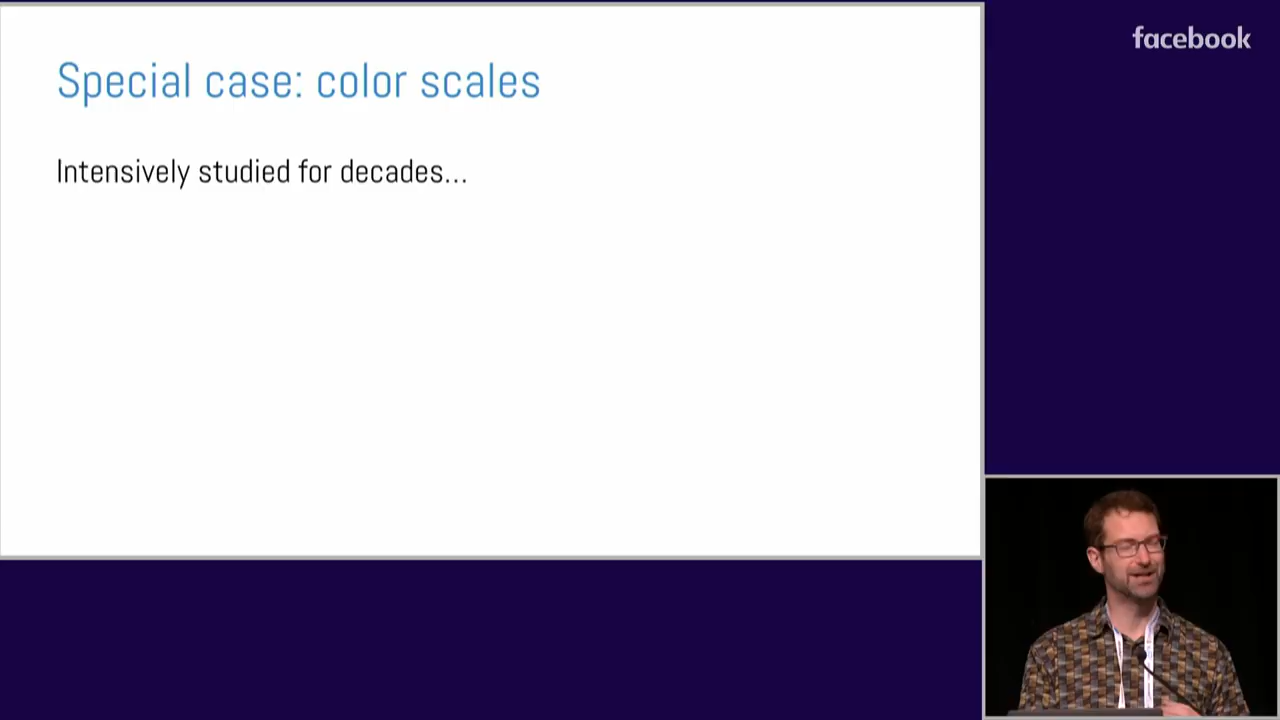 facebook
Special case: color scales
Intensively studied for decades...